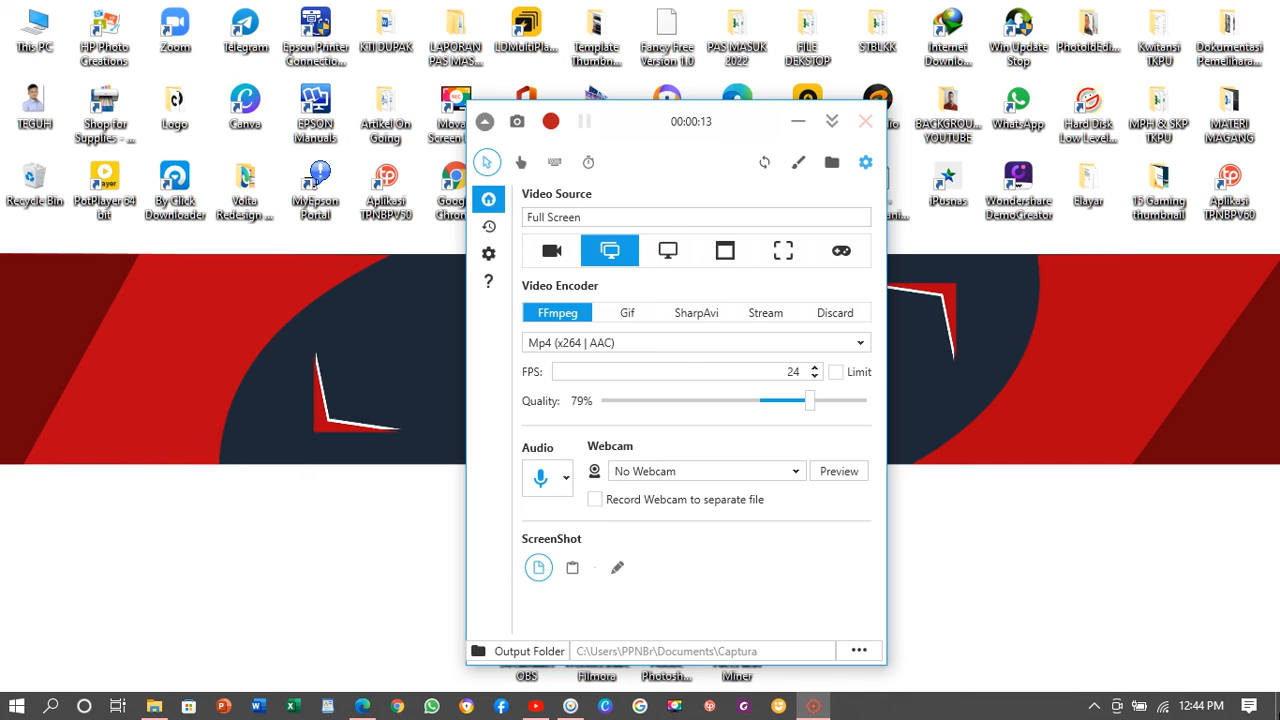 This PC
HP Photo
Creations
Zoom
Telegram
Epson Printer
Connectio...
KTI DUPAK
LAPORAN
PAS MAS...
LDMultiPla...
Template
Thumbn...
Fancy Free
Version 1.0
PAS MASUK
2022
FILE
DEKSTOP
STBLKK
Internet
Downlo...
Win Update
Stop
PhotoIdEdi...
Kwitansi
TKPU
Dokumentasi
Pemelihara...
TEGUH
Shop for
Supplies - ...
Logo
Canva
EPSON
Manuals
Artikel On
Going
Mova
Screen
BACKGROU...
YOUTUBE
WhatsApp
Hard Disk
Low Level...
MPH & SKP
TKPU
MATERI
MAGANG
Recycle Bin
PotPlayer 64
bit
By Click
Downloader
Volta
Redesign ...
MyEpson
Portal
Aplikasi
TPNBPV50
Goog
Chron
iPusnas
Wondershare
DemoCreator
Elayar
15 Gaming
thumbnail
Aplikasi
TPNBPV60
00:00:13
Video Source
Full Screen
Video Encoder
FFmpeg
Gif
SharpAvi
Stream
Discard
Mp4 (x264 | AAC)
FPS:
24
Limit
Quality:
79%
Audio
Webcam
No Webcam
Preview
Record Webcam to separate file
ScreenShot
Output Folder
C:\Users\PPNBr\Documents\Captura
OBS
Filmora
Photosh...
Miner
12:44 PM